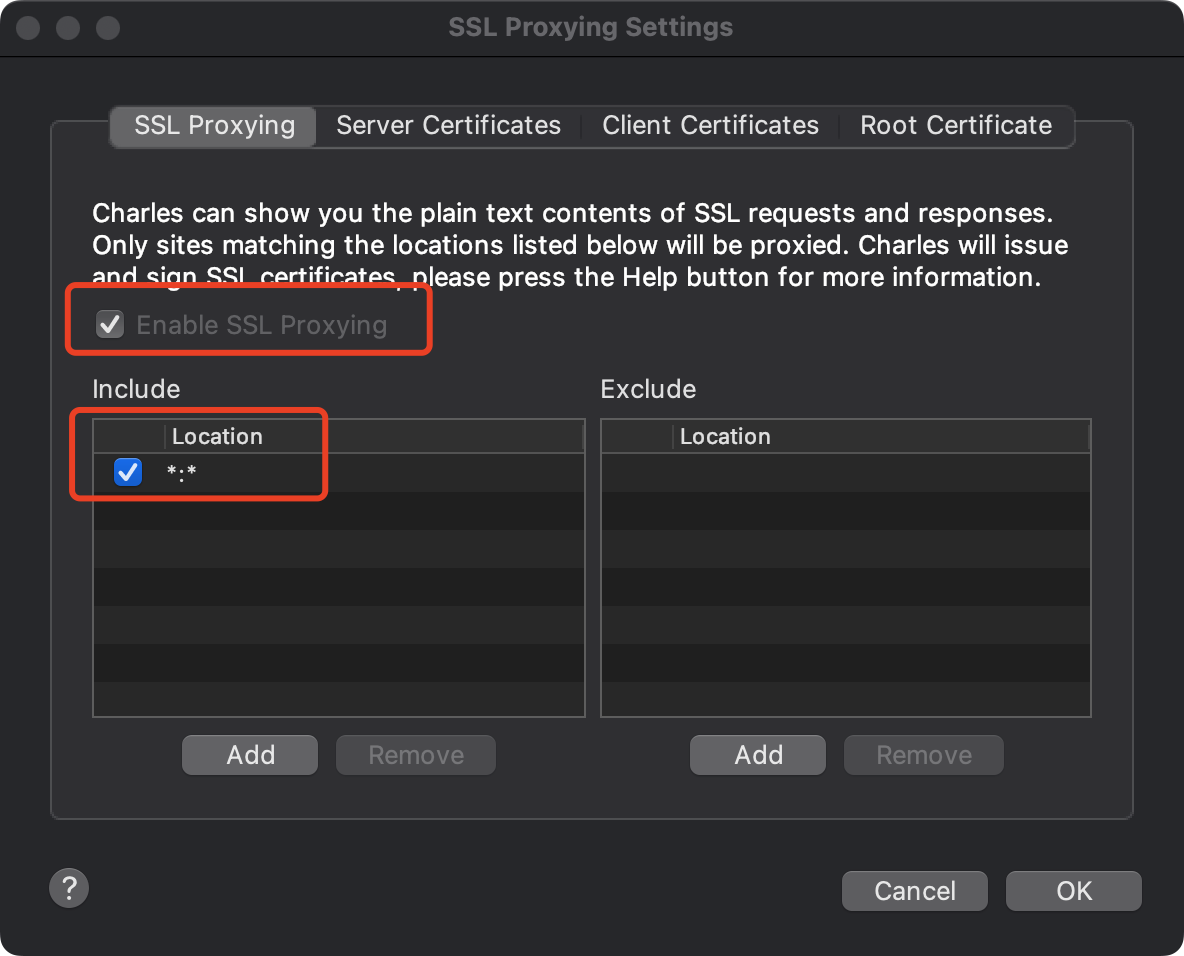 SSL Proxying Settings
SSL Proxying Server Certificates Client Certificates Root Certificate
Charles can show you the plain text contents of SSL requests and responses.
Only sites matching the locations listed below will be proxied. Charles will issue
and sign SSL certificates, please press the Help button for more information.
Enable SSL Proxying
Include Exclude
Location Location
*:*
Add Remove Add Remove
? Cancel OK